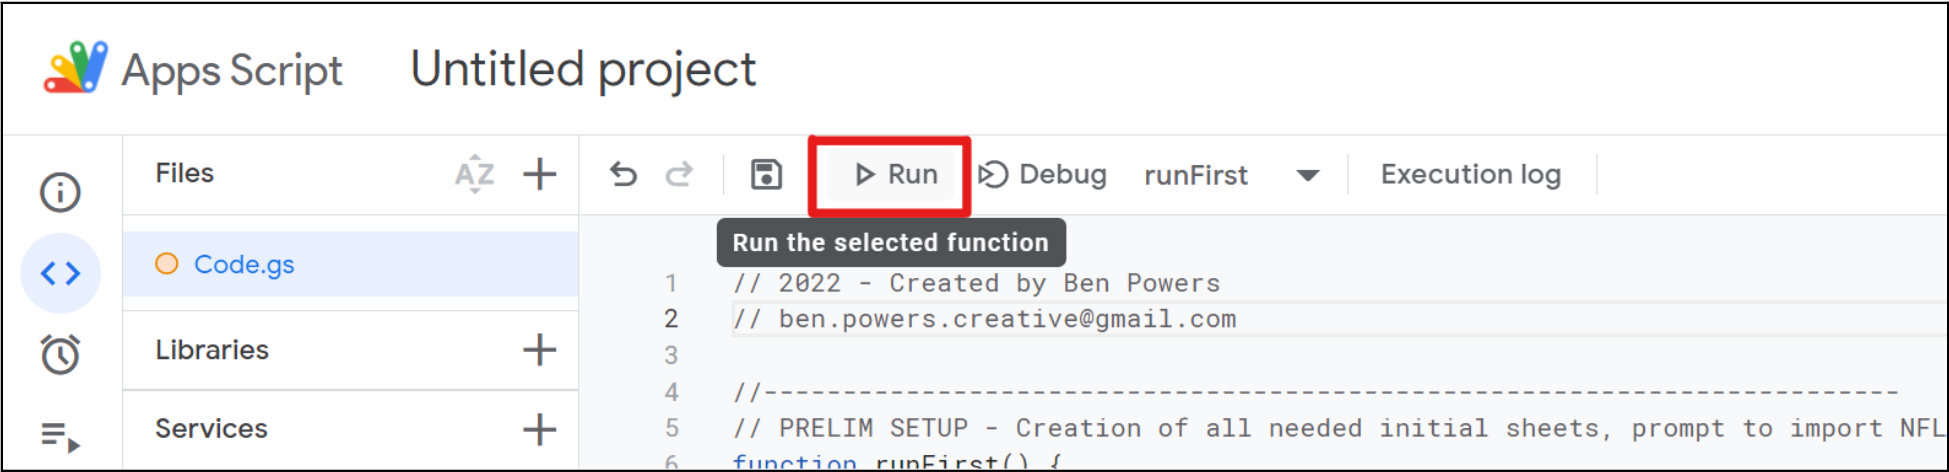 Apps Script Untitled project
Files AZ
Run Debug runFirst Execution log
Run the selected function
Code.gs
Libraries
Services
1 // 2022 - Created by Ben Powers
2 // ben.powers.creative@gmail.com
3
4 //--------------------------------------------------------------------------
5 // PRELIM SETUP - Creation of all needed initial sheets, prompt to import NFL
6 function runFirst() {